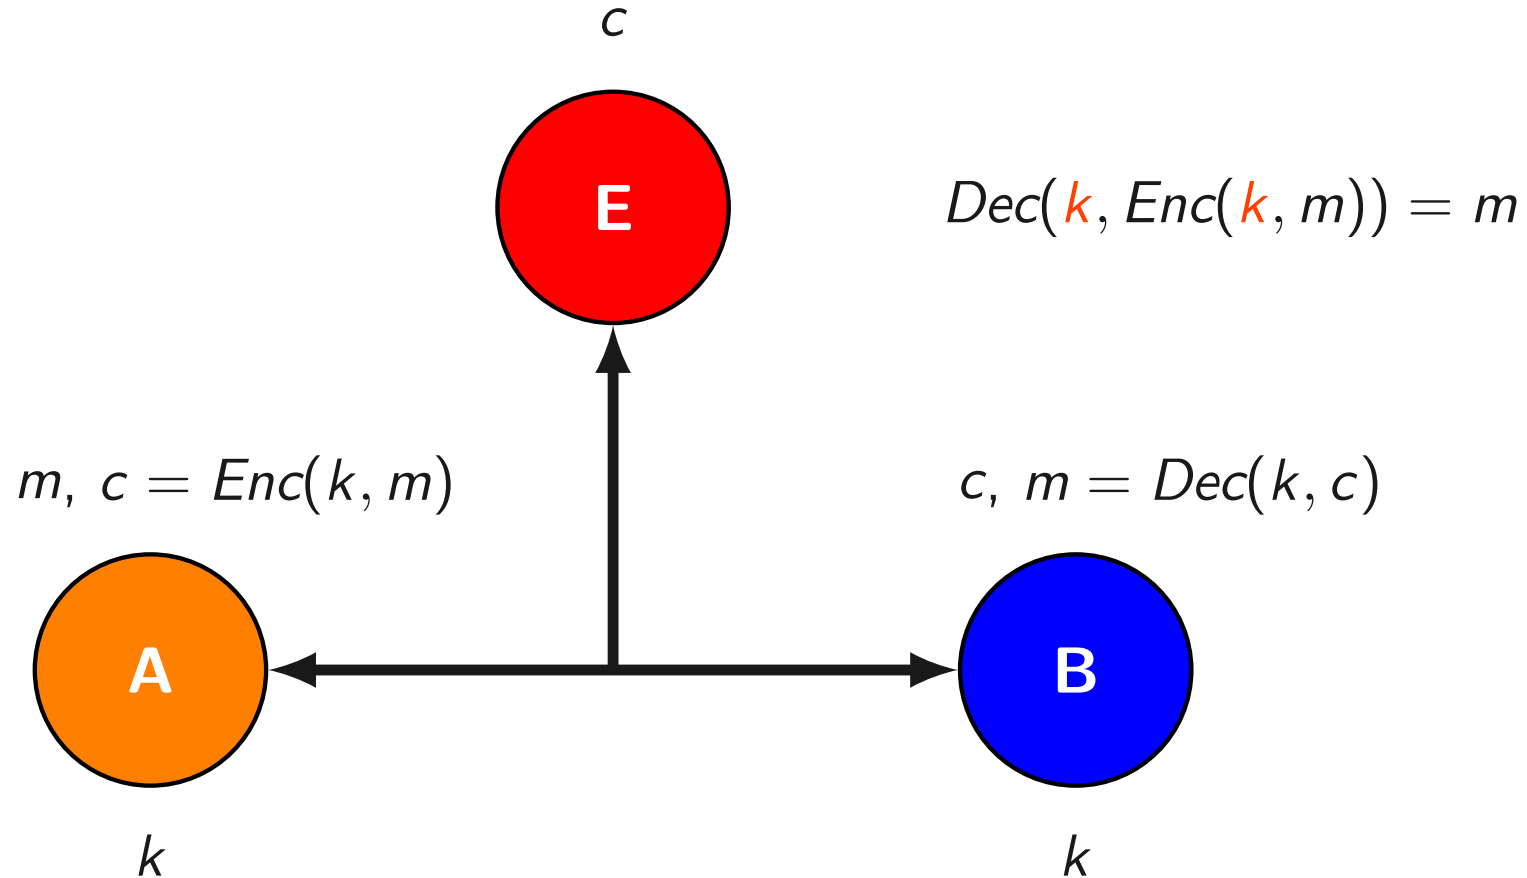 c
E
Dec(k, Enc(k, m)) = m
m, c = Enc(k, m)
c, m = Dec(k, c)
A
B
k
k